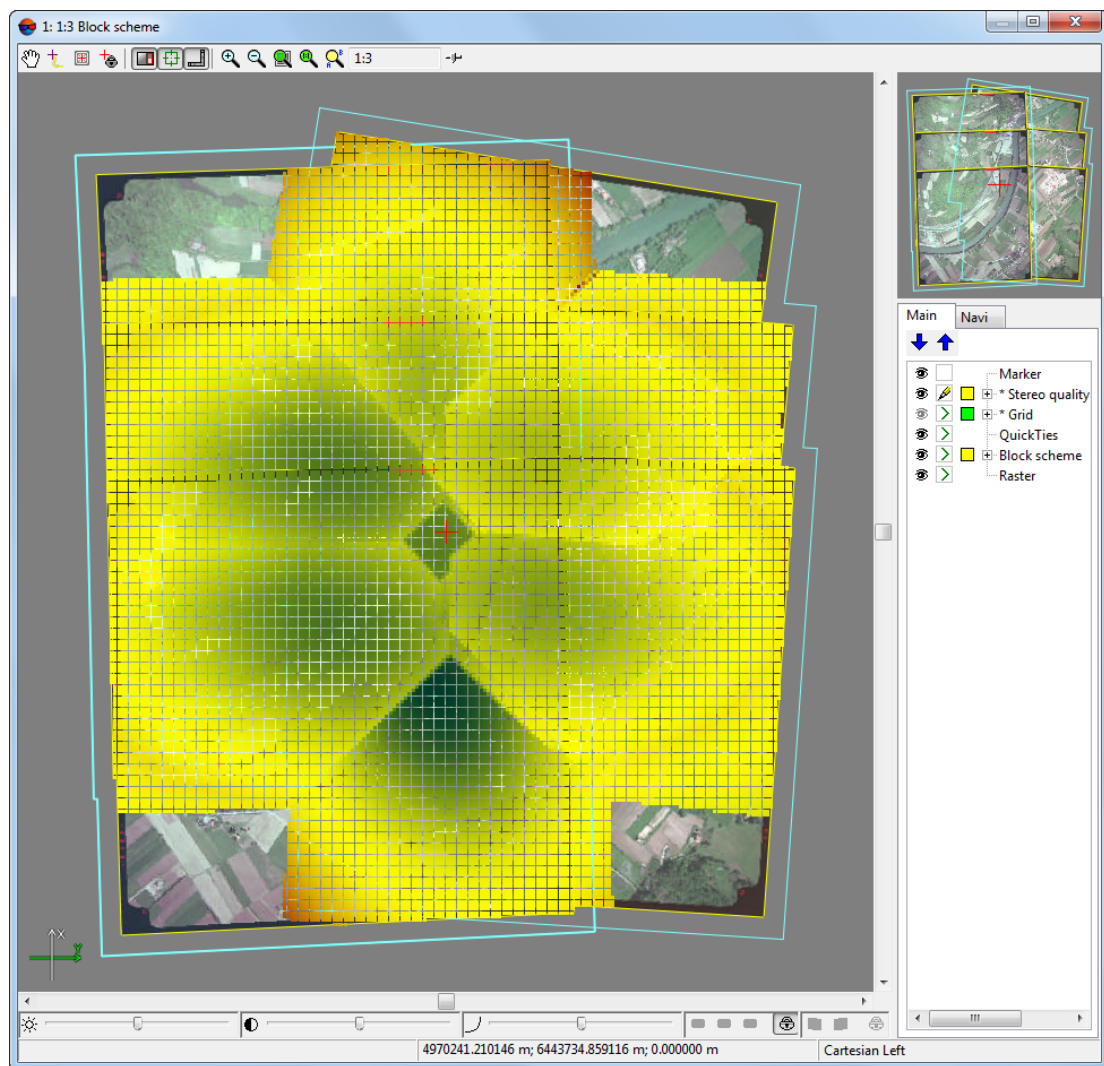 1: 1:3 Block scheme
1:3
Main
Navi
Marker
* Stereo quality
* Grid
QuickTies
Block scheme
Raster
X
Y
4970241.210146 m; 6443734.859116 m; 0.000000 m
Cartesian Left